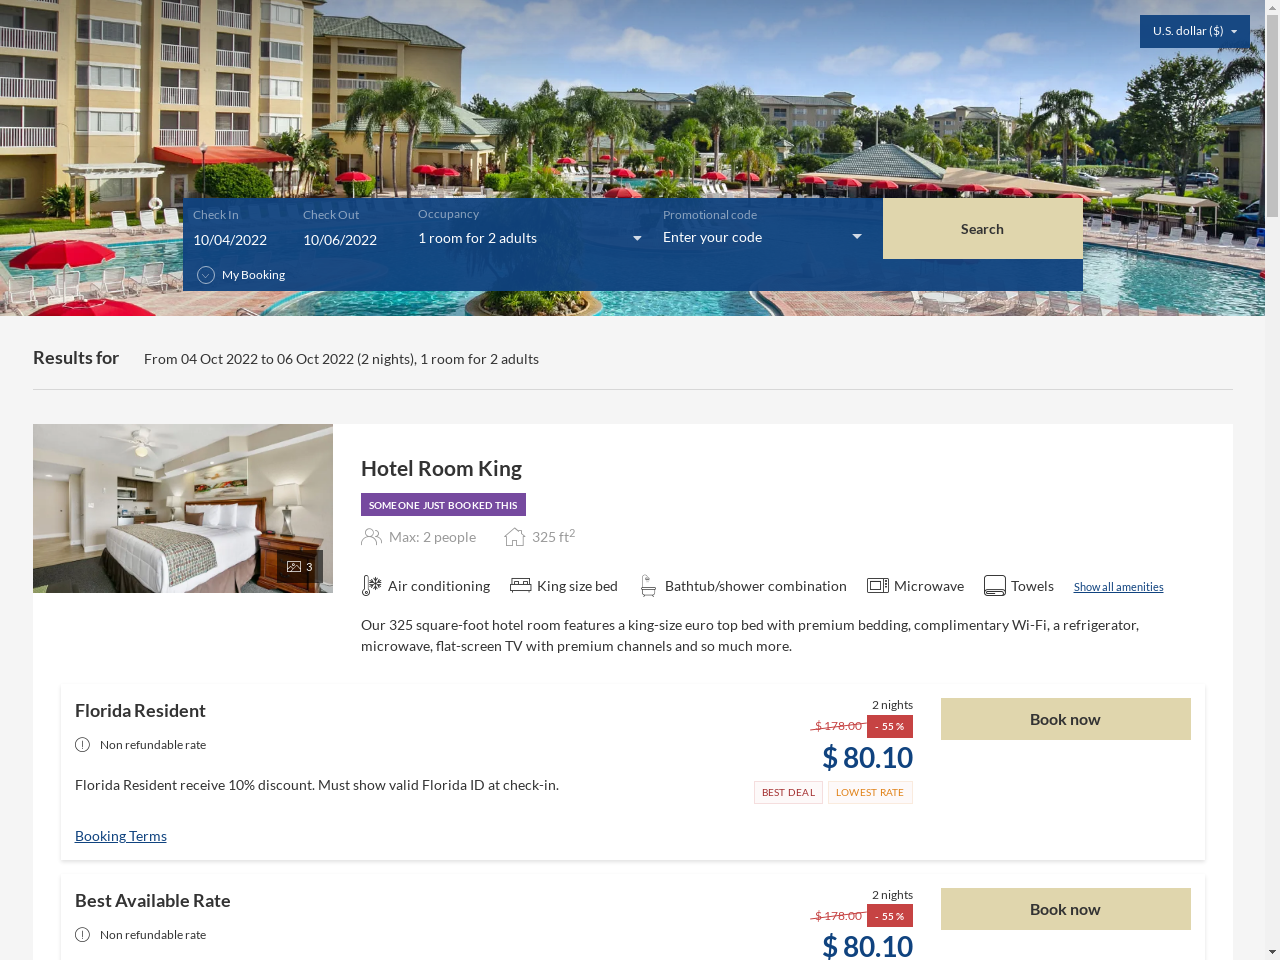 U.S. dollar ($)
Check In
Check Out
Occupancy
Promotional code
10/04/2022
10/06/2022
1 room for 2 adults
Enter your code
Search
My Booking
Results for
From 04 Oct 2022 to 06 Oct 2022 (2 nights), 1 room for 2 adults
3
Hotel Room King
SOMEONE JUST BOOKED THIS
Max: 2 people
325 ft2
Air conditioning
King size bed
Bathtub/shower combination
Microwave
Towels
Show all amenities
Our 325 square-foot hotel room features a king-size euro top bed with premium bedding, complimentary Wi-Fi, a refrigerator,
microwave, flat-screen TV with premium channels and so much more.
Florida Resident
Non refundable rate
Florida Resident receive 10% discount. Must show valid Florida ID at check-in.
Booking Terms
2 nights
$ 178.00
- 55 %
$ 80.10
BEST DEAL
LOWEST RATE
Book now
Best Available Rate
Non refundable rate
2 nights
$ 178.00
- 55 %
$ 80.10
Book now